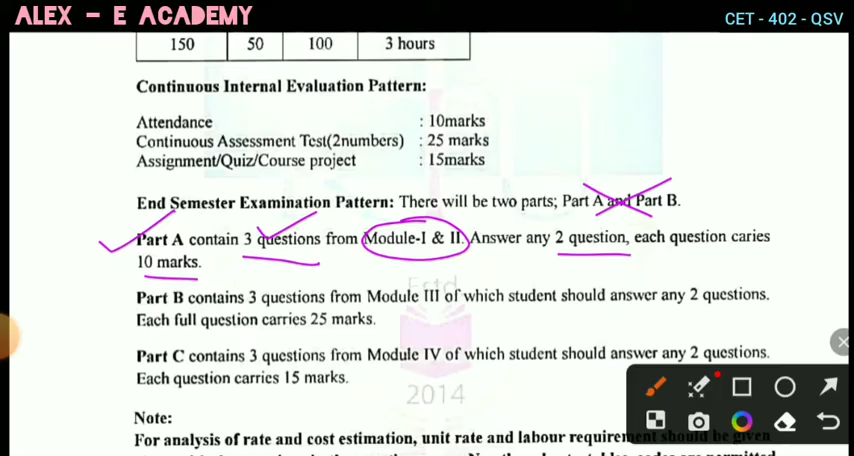 ALEX - E ACADEMY
CET - 402 - QSV
150 50 100 3 hours
Continuous Internal Evaluation Pattern:
Attendance : 10marks
Continuous Assessment Test(2numbers) : 25 marks
Assignment/Quiz/Course project : 15marks
End Semester Examination Pattern: There will be two parts; Part A and Part B.
Part A contain 3 questions from Module-I & II. Answer any 2 question, each question caries
10 marks.
Part B contains 3 questions from Module III of which student should answer any 2 questions.
Each full question carries 25 marks.
Part C contains 3 questions from Module IV of which student should answer any 2 questions.
Each question carries 15 marks.
Estd
2014
Note:
For analysis of rate and cost estimation, unit rate and labour requirement should be given